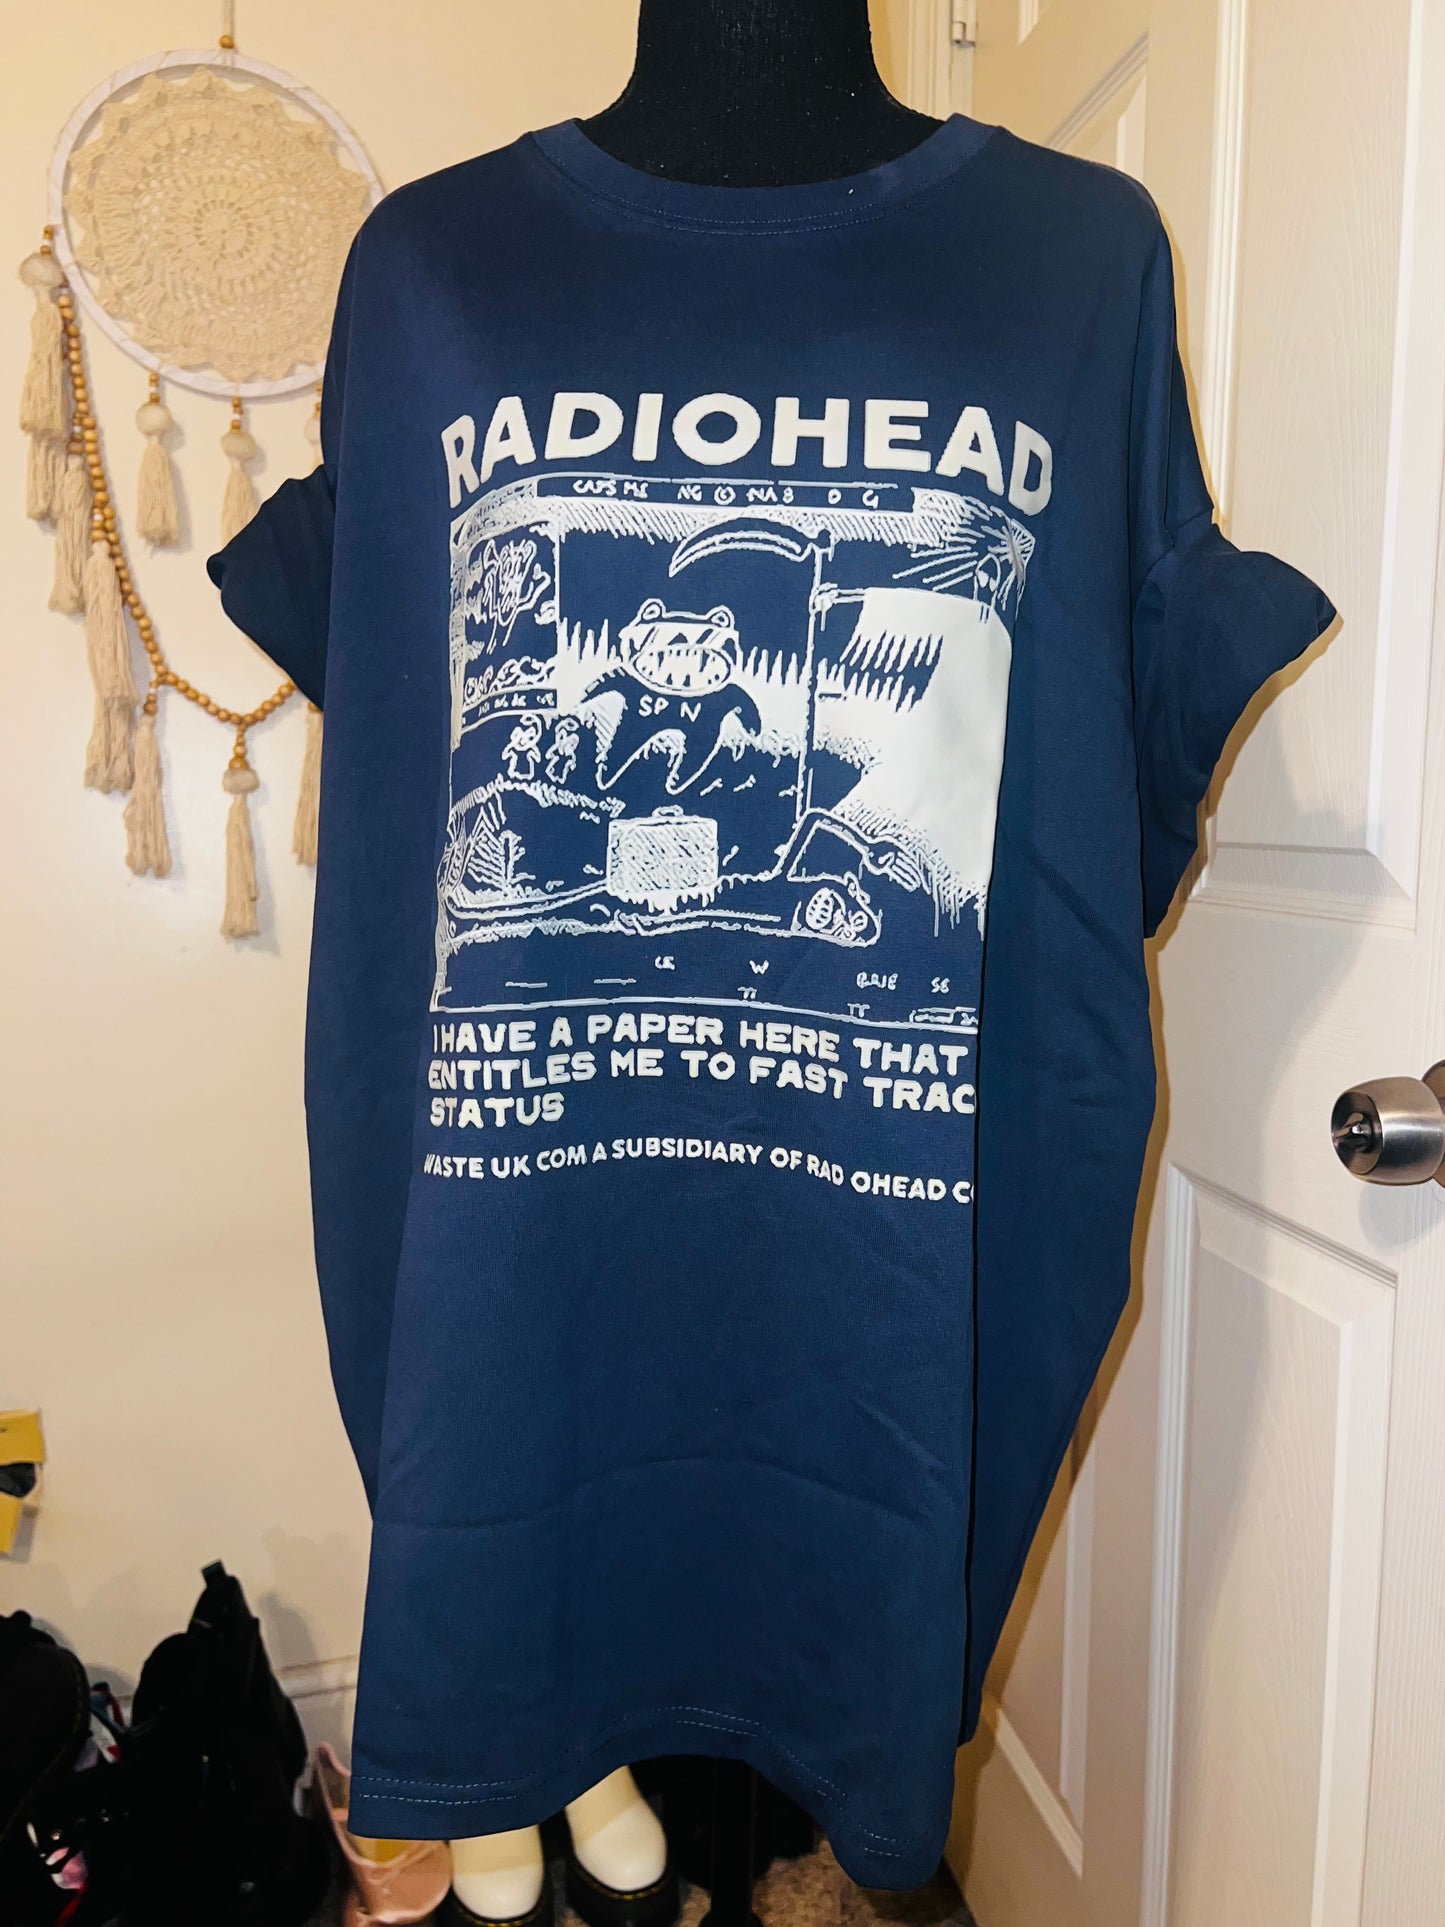 RADIOHEAD
SP N
I HAVE A PAPER HERE THAT
ENTITLES ME TO FAST TRAC
STATUS
WASTE UK COM A SUBSIDIARY OF RAD OHEAD CO